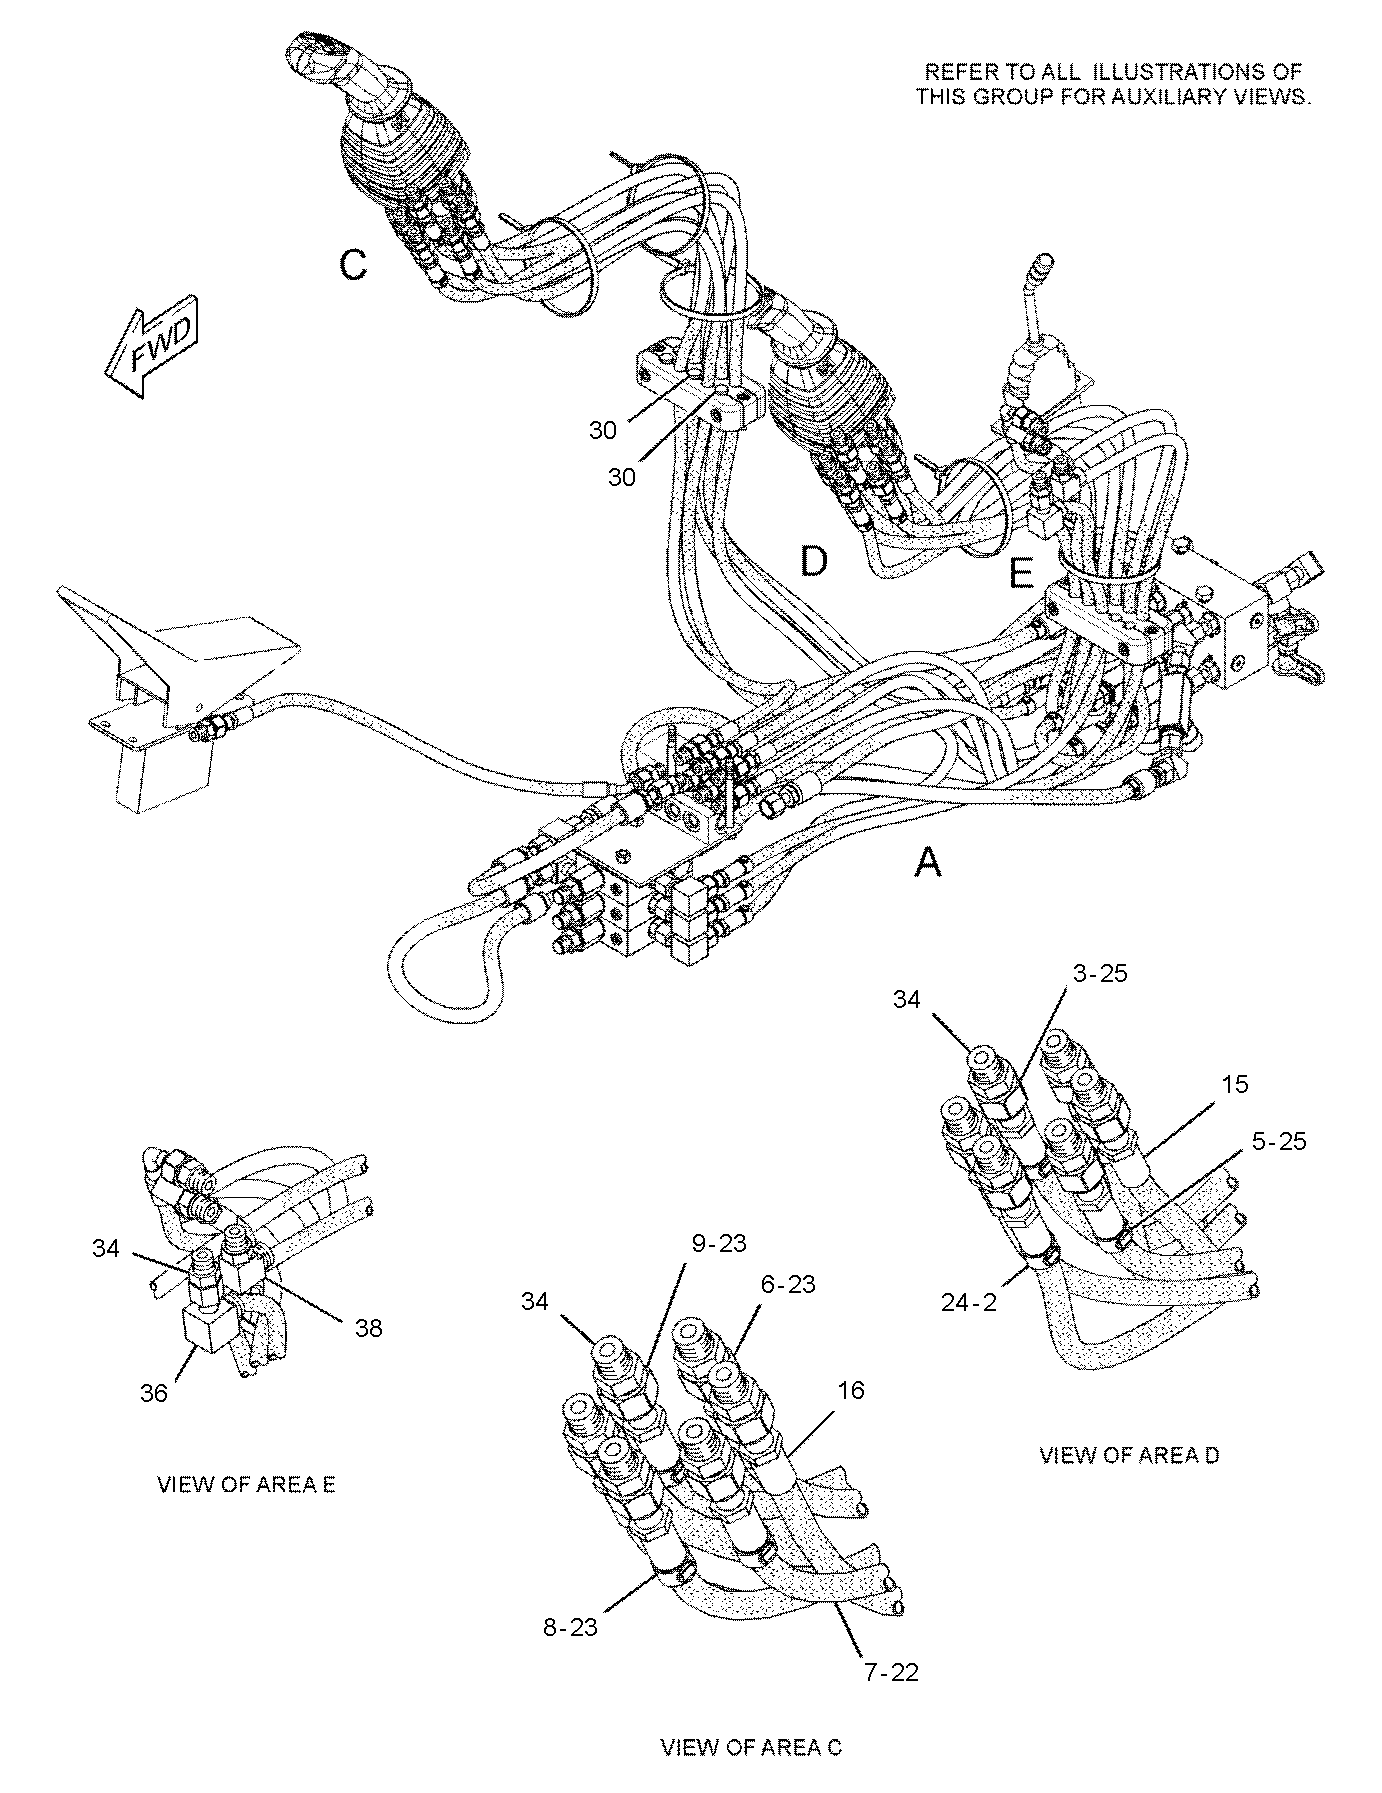 REFER TO ALL ILLUSTRATIONS OF
THIS GROUP FOR AUXILIARY VIEWS.
C
FWD
30
30
D
E
A
3-25
34
15
5-25
24-2
VIEW OF AREA D
34
38
36
VIEW OF AREA E
9-23
6-23
34
16
8-23
7-22
VIEW OF AREA C